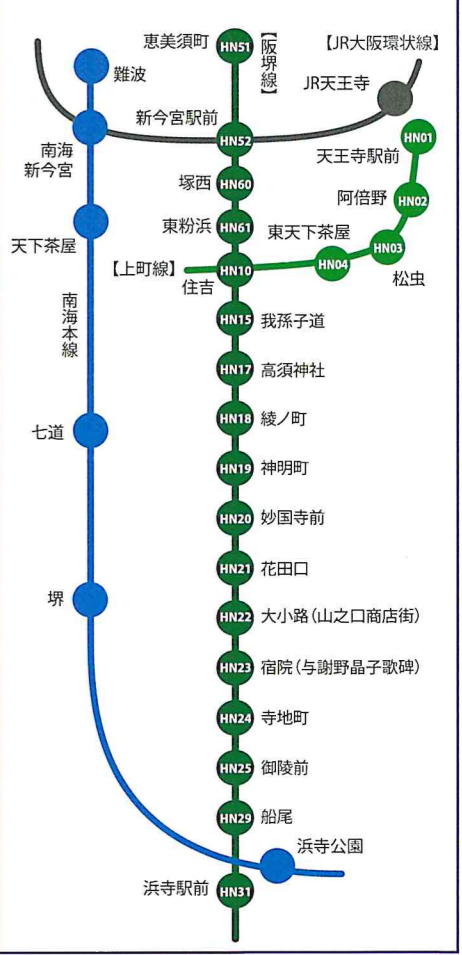 恵美須町
HN51
【阪堺線】
【JR大阪環状線】
難波
JR天王寺
新今宮駅前
HN52
HN01
天王寺駅前
南海
新今宮
塚西
HN60
阿倍野
HN02
東粉浜
HN61
東天下茶屋
HN03
天下茶屋
【上町線】
HN10
HN04
松虫
住吉
南海本線
HN15
我孫子道
HN17
高須神社
HN18
綾ノ町
七道
HN19
神明町
HN20
妙国寺前
HN21
花田口
堺
HN22
大小路(山之口商店街)
HN23
宿院(与謝野晶子歌碑)
HN24
寺地町
HN25
御陵前
HN29
船尾
浜寺公園
浜寺駅前
HN31